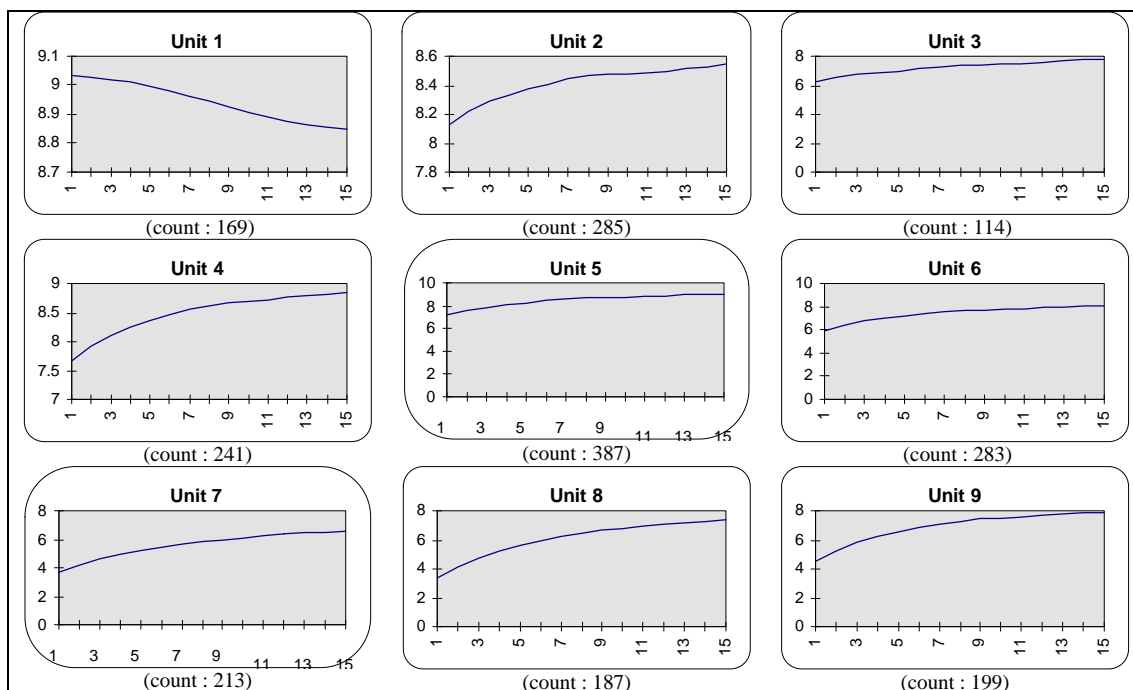 Unit 1
9.1
9
8.9
8.8
8.7
1 3 5 7 9 11 13 15
(count : 169)
Unit 2
8.6
8.4
8.2
8
7.8
1 3 5 7 9 11 13 15
(count : 285)
Unit 3
8
6
4
2
0
1 3 5 7 9 11 13 15
(count : 114)
Unit 4
9
8.5
8
7.5
7
1 3 5 7 9 11 13 15
(count : 241)
Unit 5
10
8
6
4
2
0
1 3 5 7 9 11 13 15
(count : 387)
Unit 6
10
8
6
4
2
0
1 3 5 7 9 11 13 15
(count : 283)
Unit 7
8
6
4
2
0
1 3 5 7 9 11 13 15
(count : 213)
Unit 8
8
6
4
2
0
1 3 5 7 9 11 13 15
(count : 187)
Unit 9
8
6
4
2
0
1 3 5 7 9 11 13 15
(count : 199)